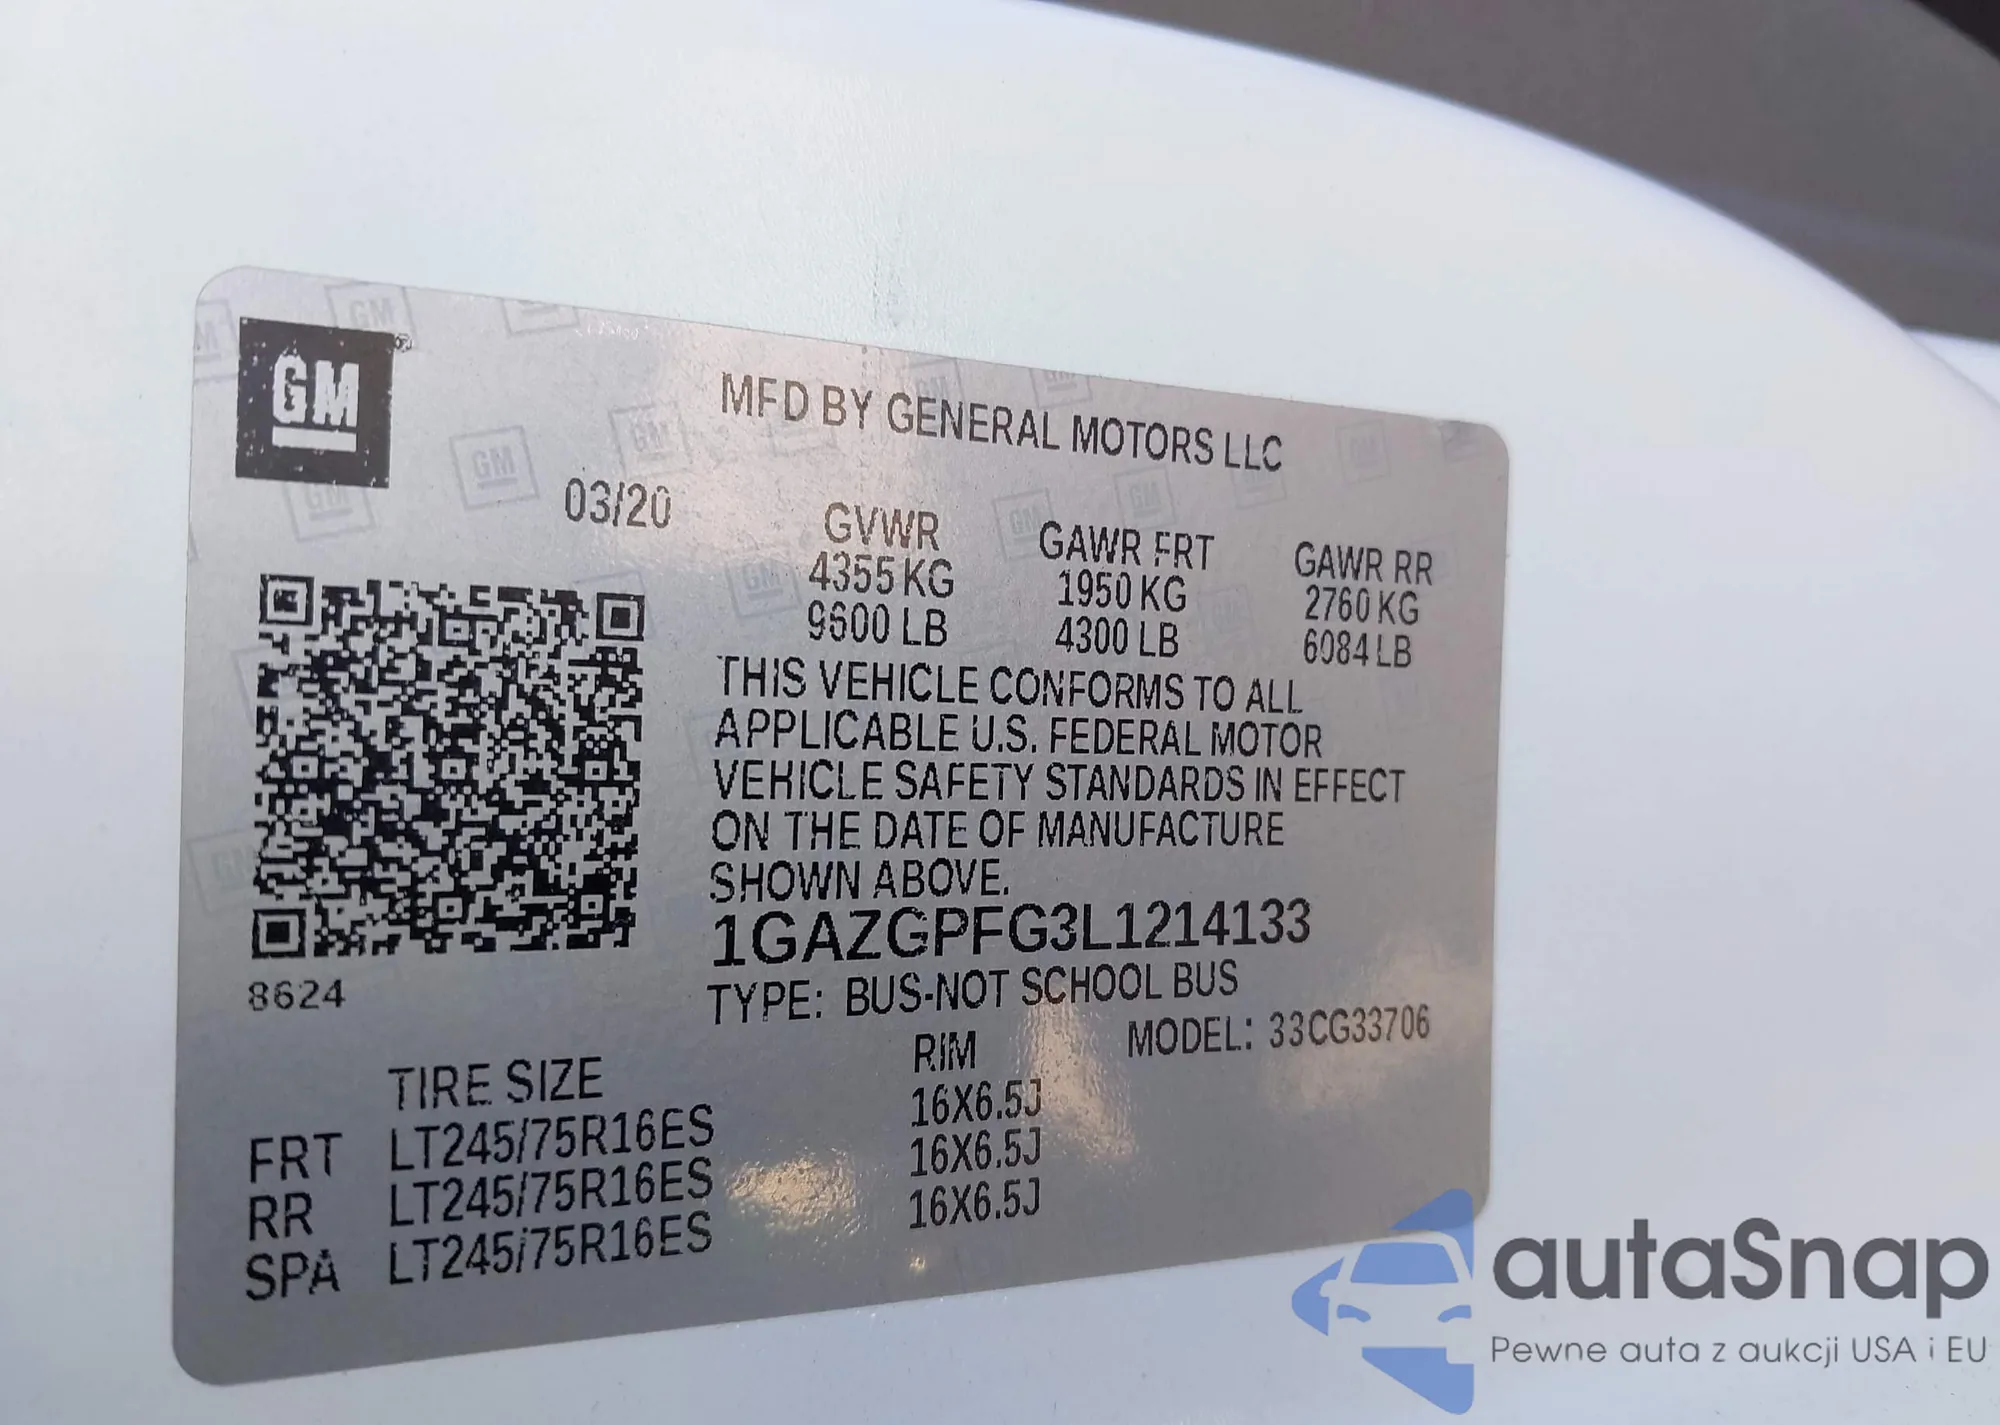 GM
MFD BY GENERAL MOTORS LLC
03/20
GVWR GAWR FRT GAWR RR
4355 KG 1950 KG 2760 KG
9600 LB 4300 LB 6084 LB
THIS VEHICLE CONFORMS TO ALL
APPLICABLE U.S. FEDERAL MOTOR
VEHICLE SAFETY STANDARDS IN EFFECT
ON THE DATE OF MANUFACTURE
SHOWN ABOVE.
1GAZGPFG3L1214133
8624
TYPE: BUS-NOT SCHOOL BUS
MODEL: 33CG33706
TIRE SIZE RIM
FRT LT245/75R16ES 16X6.5J
RR LT245/75R16ES 16X6.5J
SPA LT245/75R16ES 16X6.5J
autaSnap
Pewne auta z aukcji USA i EU